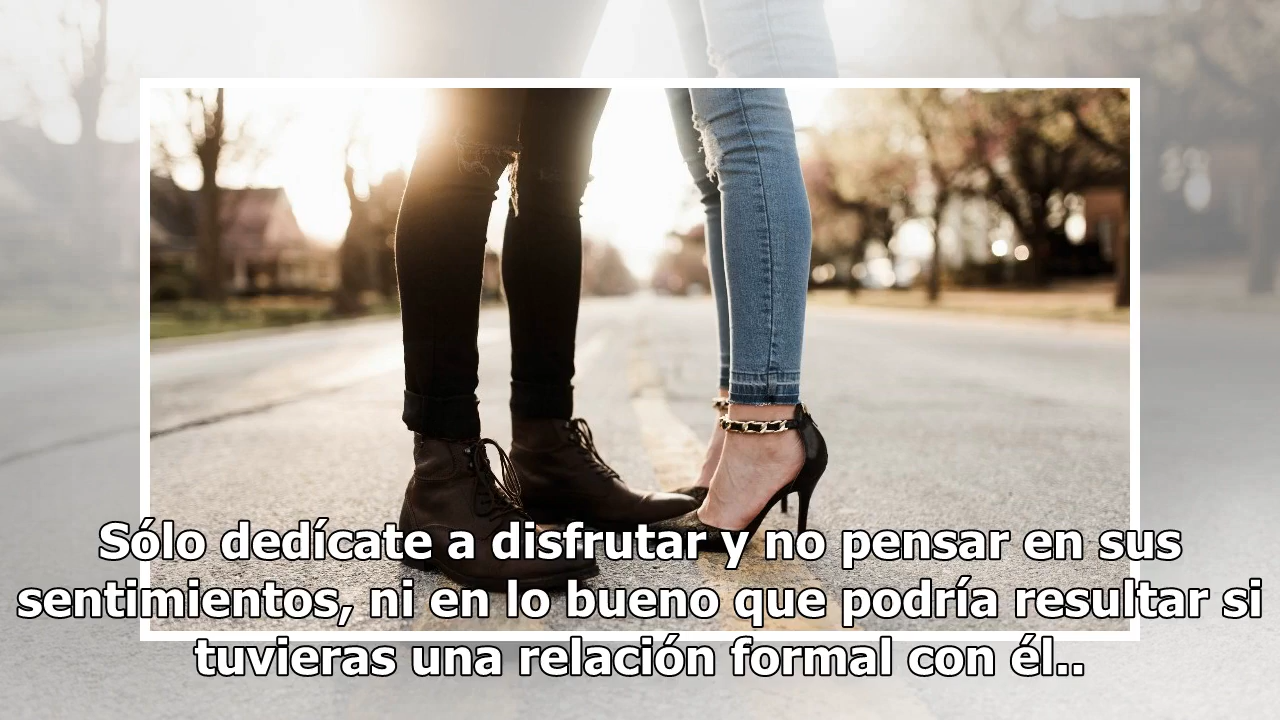 Sólo dedícate a disfrutar y no pensar en sus
sentimientos, ni en lo bueno que podría resultar si
tuvieras una relación formal con él..